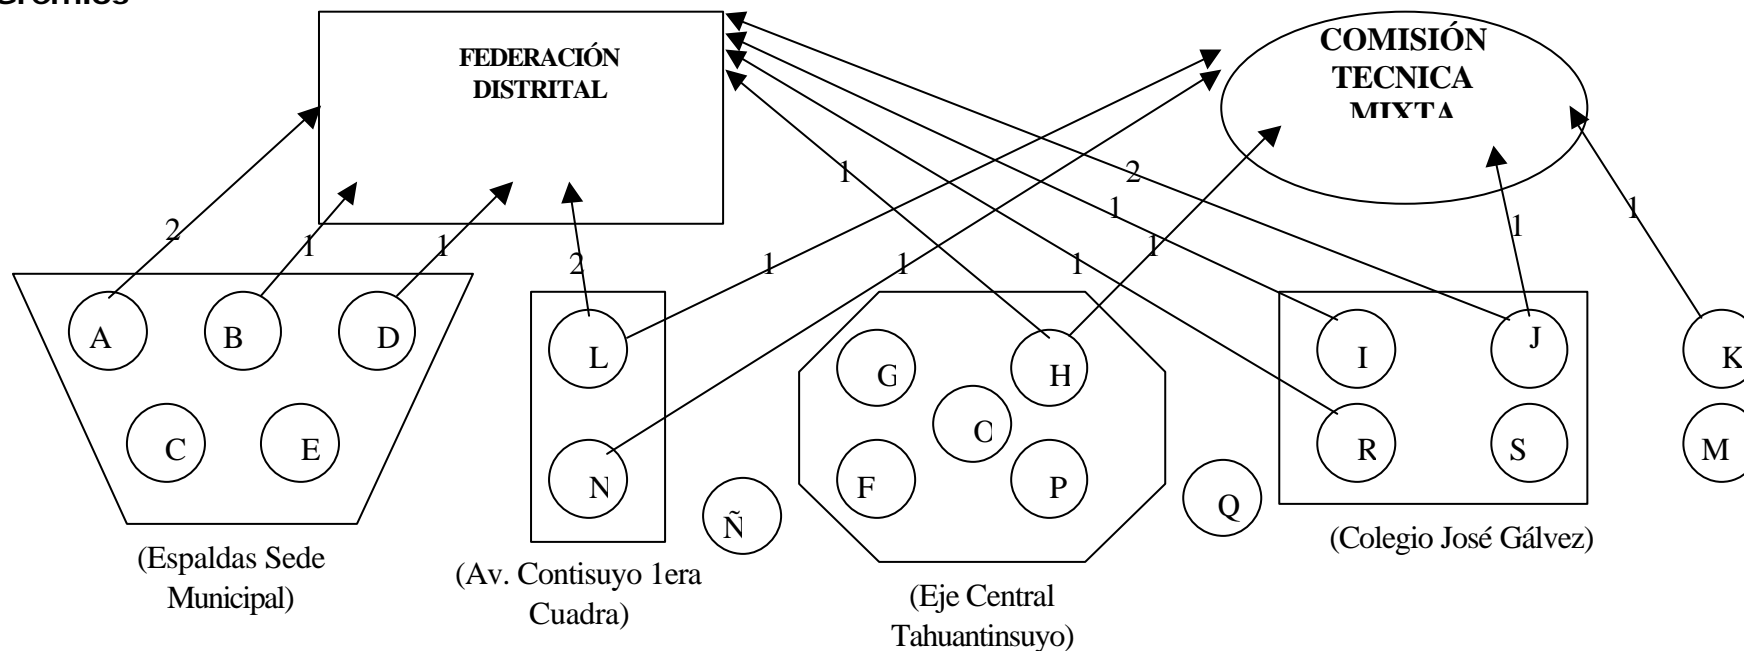 Gremios
FEDERACIÓN
DISTRITAL
COMISIÓN
TECNICA
MIXTA
2
1
1
2
1
1
1
1
1
1
2
1
1
A
B
D
C
E
L
N
Ñ
G
H
O
F
P
Q
I
J
R
S
K
M
(Espaldas Sede
Municipal)
(Av. Contisuyo 1era
Cuadra)
(Eje Central
Tahuantinsuyo)
(Colegio José Gálvez)